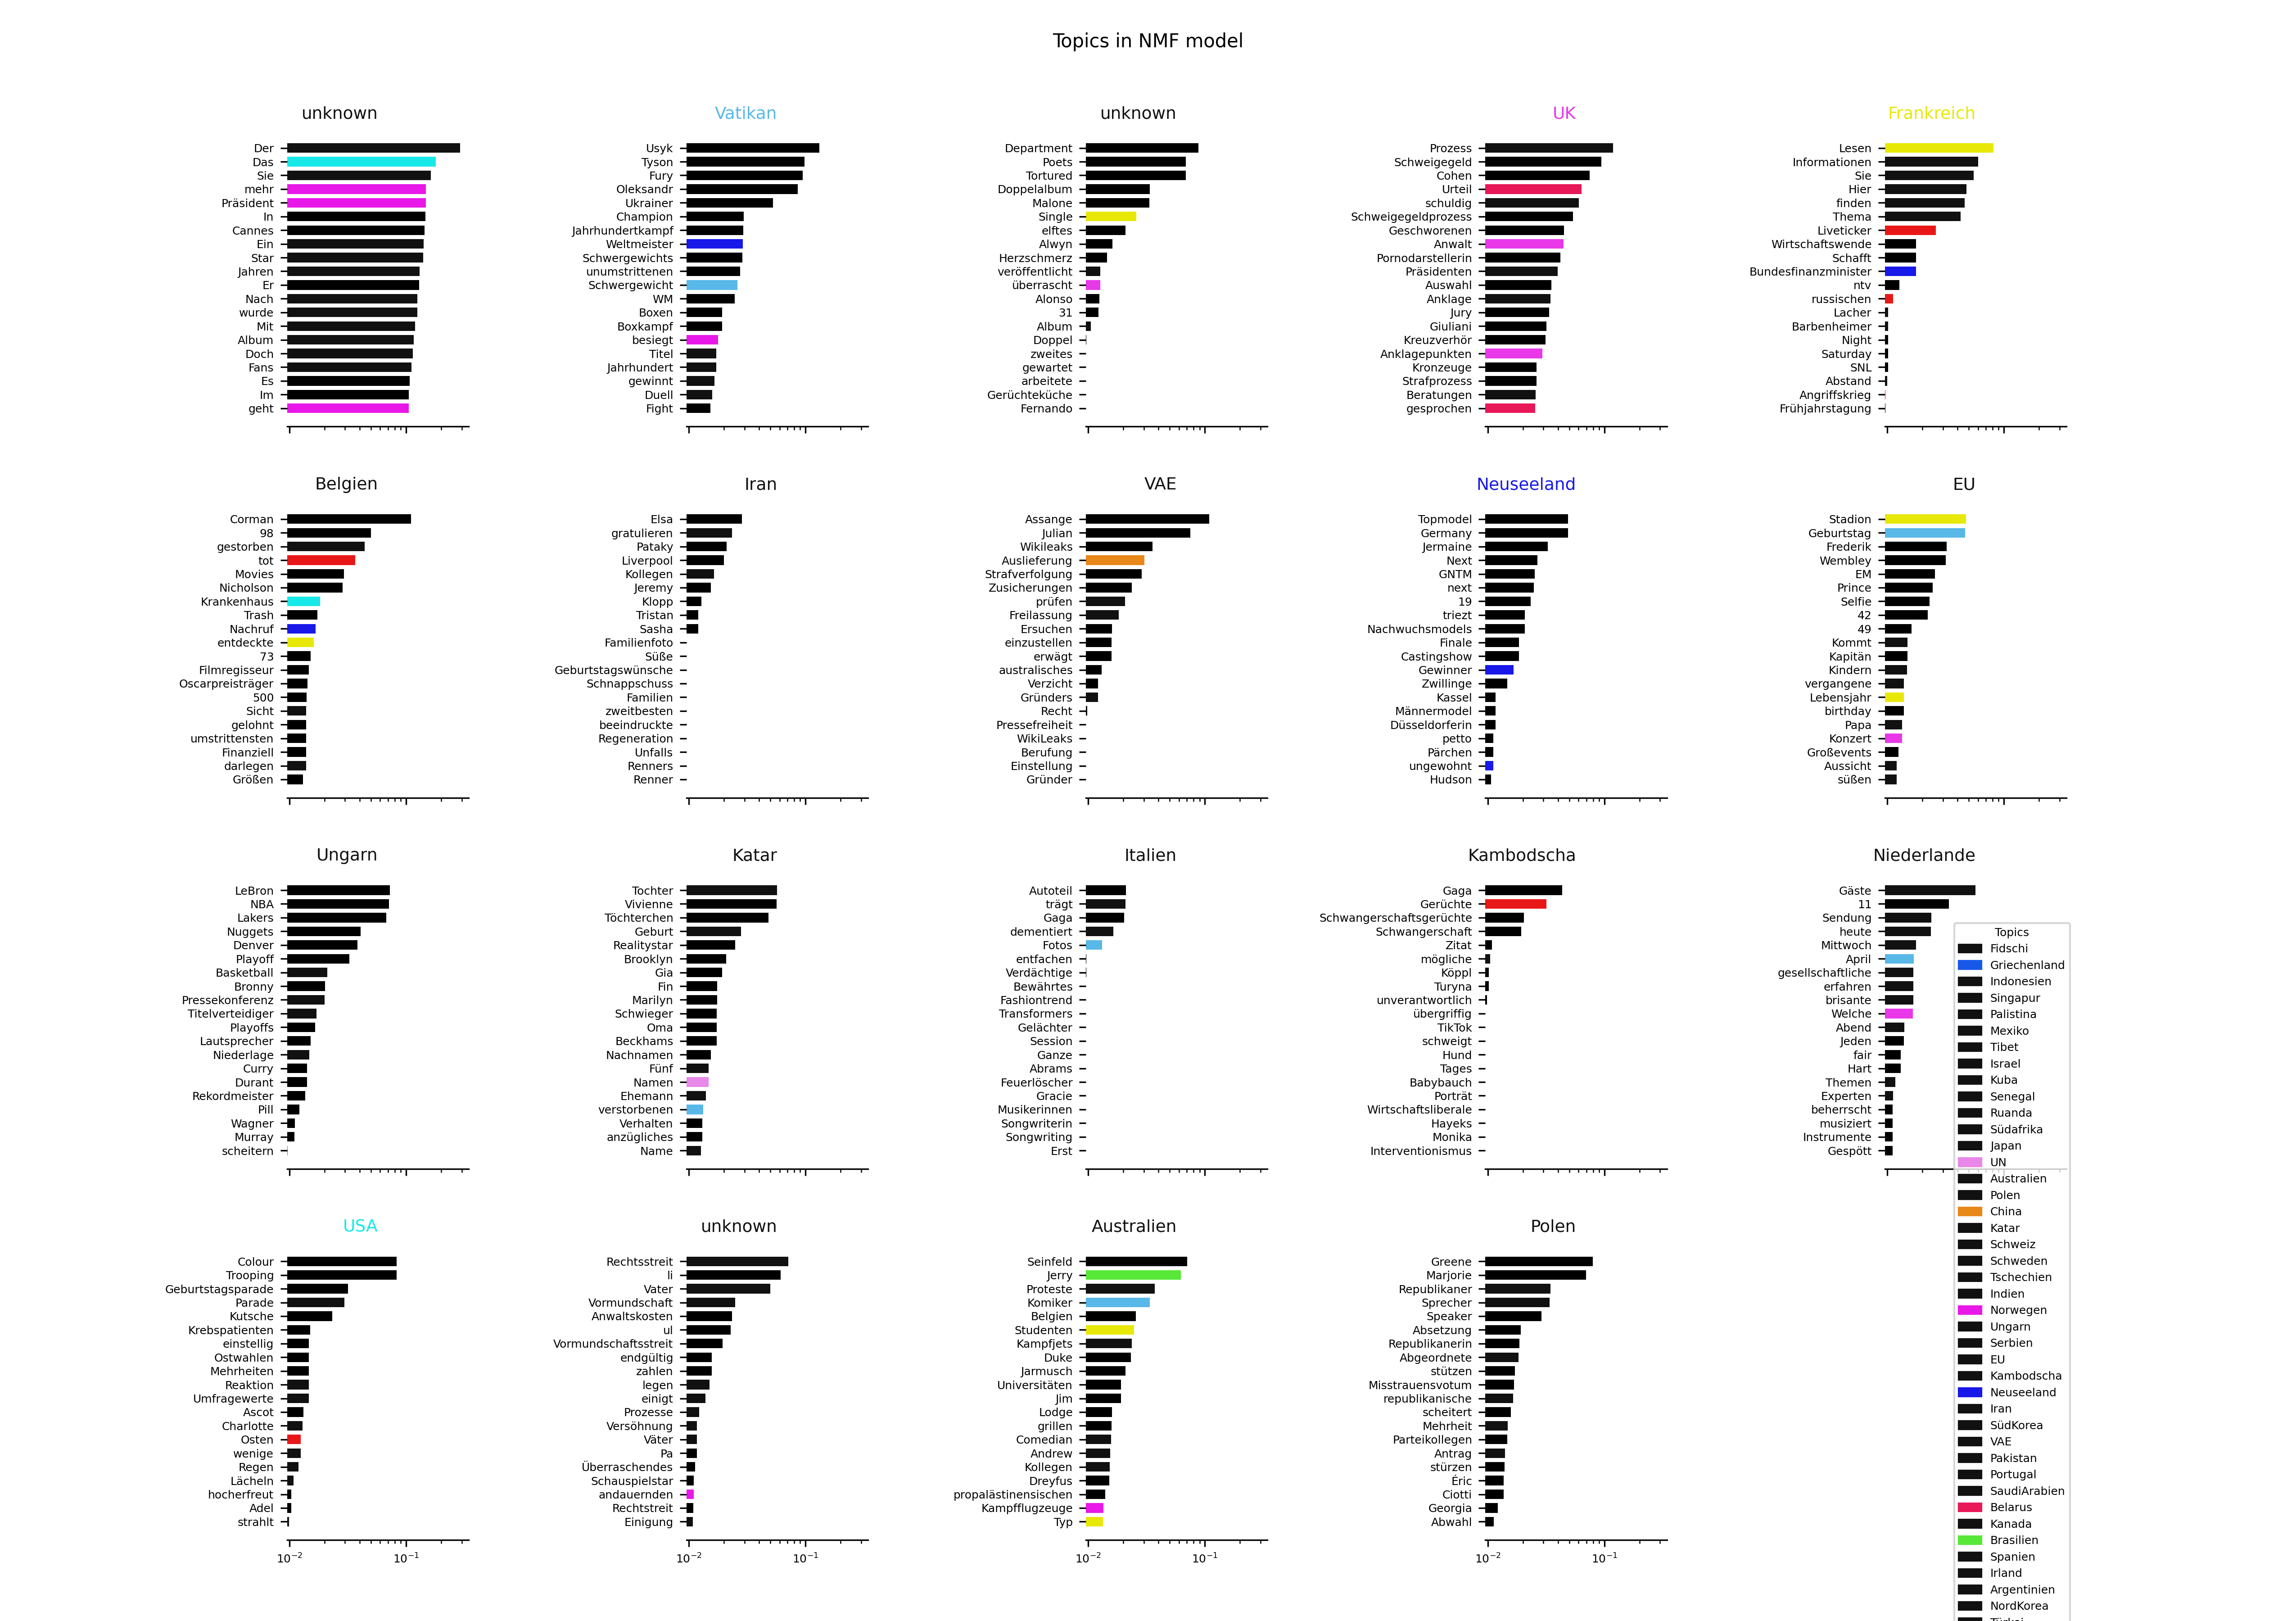 Topics in NMF model
unknown
Der
Das
Sie
mehr
Präsident
In
Cannes
Ein
Star
Jahren
Er
Nach
wurde
Mit
Album
Doch
Fans
Es
Im
geht
Vatikan
Usyk
Tyson
Fury
Oleksandr
Ukrainer
Champion
Jahrhundertkampf
Weltmeister
Schwergewichts
unumstrittenen
Schwergewicht
WM
Boxen
Boxkampf
besiegt
Titel
Jahrhundert
gewinnt
Duell
Fight
unknown
Department
Poets
Tortured
Doppelalbum
Malone
Single
elftes
Alwyn
Herzschmerz
veröffentlicht
überrascht
Alonso
31
Album
Doppel
zweites
gewartet
arbeitete
Gerüchteküche
Fernando
UK
Prozess
Schweigegeld
Cohen
Urteil
schuldig
Schweigegeldprozess
Geschworenen
Anwalt
Pornodarstellerin
Präsidenten
Auswahl
Anklage
Jury
Giuliani
Kreuzverhör
Anklagepunkten
Kronzeuge
Strafprozess
Beratungen
gesprochen
Frankreich
Lesen
Informationen
Sie
Hier
finden
Thema
Liveticker
Wirtschaftswende
Schafft
Bundesfinanzminister
ntv
russischen
Lacher
Barbenheimer
Night
Saturday
SNL
Abstand
Angriffskrieg
Frühjahrstagung
Belgien
Corman
98
gestorben
tot
Movies
Nicholson
Krankenhaus
Trash
Nachruf
entdeckte
73
Filmregisseur
Oscarpreisträger
500
Sicht
gelohnt
umstrittensten
Finanziell
darlegen
Größen
Iran
Elsa
gratulieren
Pataky
Liverpool
Kollegen
Jeremy
Klopp
Tristan
Sasha
Familienfoto
Süße
Geburtstagswünsche
Schnappschuss
Familien
zweitbesten
beeindruckte
Regeneration
Unfalls
Renners
Renner
VAE
Assange
Julian
Wikileaks
Auslieferung
Strafverfolgung
Zusicherungen
prüfen
Freilassung
Ersuchen
einzustellen
erwägt
australisches
Verzicht
Gründers
Recht
Pressefreiheit
WikiLeaks
Berufung
Einstellung
Gründer
Neuseeland
Topmodel
Germany
Jermaine
Next
GNTM
next
19
triezt
Nachwuchsmodels
Finale
Castingshow
Gewinner
Zwillinge
Kassel
Männermodel
Düsseldorferin
petto
Pärchen
ungewohnt
Hudson
EU
Stadion
Geburtstag
Frederik
Wembley
EM
Prince
Selfie
42
49
Kommt
Kapitän
Kindern
vergangene
Lebensjahr
birthday
Papa
Konzert
Großevents
Aussicht
süßen
Ungarn
LeBron
NBA
Lakers
Nuggets
Denver
Playoff
Basketball
Bronny
Pressekonferenz
Titelverteidiger
Playoffs
Lautsprecher
Niederlage
Curry
Durant
Rekordmeister
Pill
Wagner
Murray
scheitern
Katar
Tochter
Vivienne
Töchterchen
Geburt
Realitystar
Brooklyn
Gia
Fin
Marilyn
Schwieger
Oma
Beckhams
Nachnamen
Fünf
Namen
Ehemann
verstorbenen
Verhalten
anzügliches
Name
Italien
Autoteil
trägt
Gaga
dementiert
Fotos
entfachen
Verdächtige
Bewährtes
Fashiontrend
Transformers
Gelächter
Session
Ganze
Abrams
Feuerlöscher
Gracie
Musikerinnen
Songwriterin
Songwriting
Erst
Kambodscha
Gaga
Gerüchte
Schwangerschaftsgerüchte
Schwangerschaft
Zitat
mögliche
Köppl
Turyna
unverantwortlich
übergriffig
TikTok
schweigt
Hund
Tages
Babybauch
Porträt
Wirtschaftsliberale
Hayeks
Monika
Interventionismus
Niederlande
Gäste
11
Sendung
heute
Mittwoch
April
gesellschaftliche
erfahren
brisante
Welche
Abend
Jeden
fair
Hart
Themen
Experten
beherrscht
musiziert
Instrumente
Gespött
USA
Colour
Trooping
Geburtstagsparade
Parade
Kutsche
Krebspatienten
einstellig
Ostwahlen
Mehrheiten
Reaktion
Umfragewerte
Ascot
Charlotte
Osten
wenige
Regen
Lächeln
hocherfreut
Adel
strahlt
10⁻² 10⁻¹
unknown
Rechtsstreit
li
Vater
Vormundschaft
Anwaltskosten
ul
Vormundschaftsstreit
endgültig
zahlen
legen
einigt
Prozesse
Versöhnung
Väter
Pa
Überraschendes
Schauspielstar
andauernden
Rechtstreit
Einigung
10⁻² 10⁻¹
Australien
Seinfeld
Jerry
Proteste
Komiker
Belgien
Studenten
Kampfjets
Duke
Jarmusch
Universitäten
Jim
Lodge
grillen
Comedian
Andrew
Kollegen
Dreyfus
propalästinensischen
Kampfflugzeuge
Typ
10⁻² 10⁻¹
Polen
Greene
Marjorie
Republikaner
Sprecher
Speaker
Absetzung
Republikanerin
Abgeordnete
stützen
Misstrauensvotum
republikanische
scheitert
Mehrheit
Parteikollegen
Antrag
stürzen
Éric
Ciotti
Georgia
Abwahl
10⁻² 10⁻¹
Topics
Fidschi
Griechenland
Indonesien
Singapur
Palistina
Mexiko
Tibet
Israel
Kuba
Senegal
Ruanda
Südafrika
Japan
UN
Australien
Polen
China
Katar
Schweiz
Schweden
Tschechien
Indien
Norwegen
Ungarn
Serbien
EU
Kambodscha
Neuseeland
Iran
SüdKorea
VAE
Pakistan
Portugal
SaudiArabien
Belarus
Kanada
Brasilien
Spanien
Irland
Argentinien
NordKorea